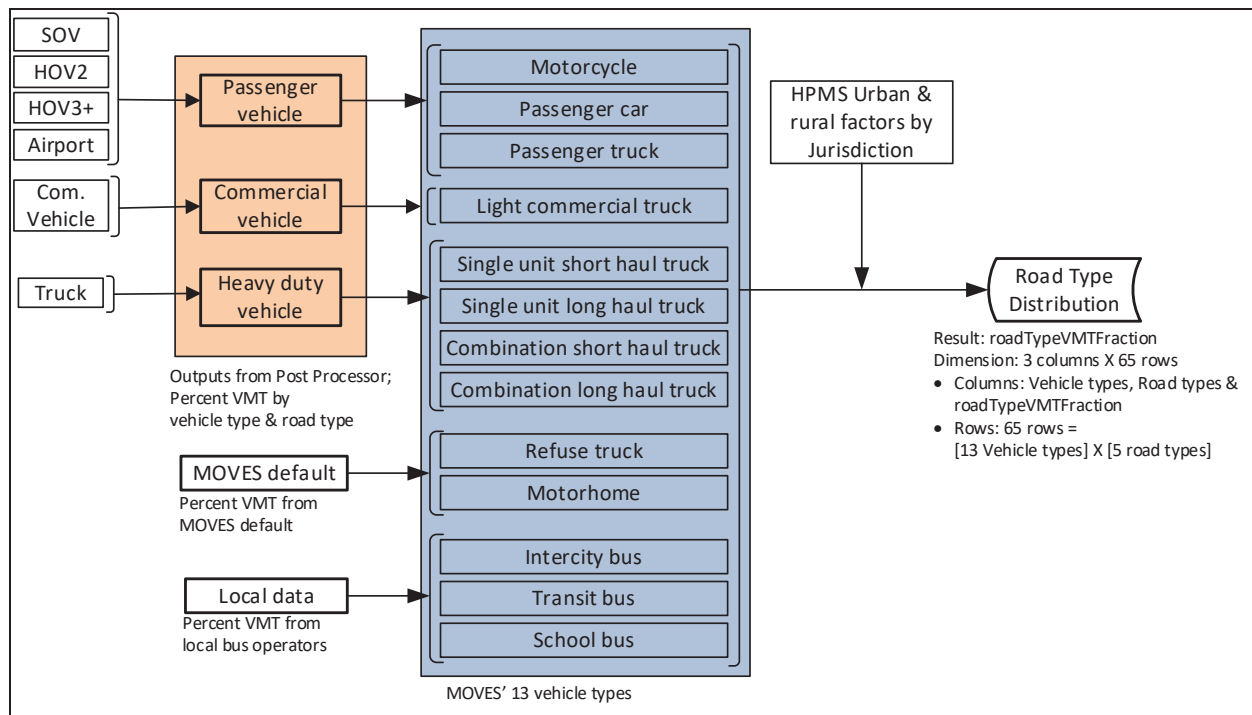 SOV
HOV2
HOV3+
Airport
Com.
Vehicle
Truck
Passenger
vehicle
Commercial
vehicle
Heavy duty
vehicle
Outputs from Post Processor;
Percent VMT by
vehicle type & road type
MOVES default
Percent VMT from
MOVES default
Local data
Percent VMT from
local bus operators
Motorcycle
Passenger car
Passenger truck
Light commercial truck
Single unit short haul truck
Single unit long haul truck
Combination short haul truck
Combination long haul truck
Refuse truck
Motorhome
Intercity bus
Transit bus
School bus
MOVES’ 13 vehicle types
HPMS Urban &
rural factors by
Jurisdiction
Road Type
Distribution
Result: roadTypeVMTFraction
Dimension: 3 columns X 65 rows
• Columns: Vehicle types, Road types &
roadTypeVMTFraction
• Rows: 65 rows =
[13 Vehicle types] X [5 road types]